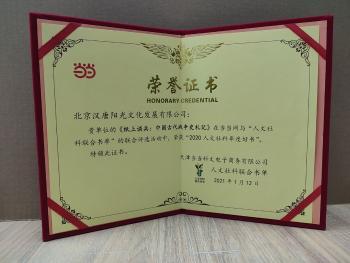 当当
荣誉证书
HONORARY CREDENTIAL
北京汉唐阳光文化发展有限公司：
贵单位的《纸上谈兵：中国古代战争史札记》在当当网与“人文社
科联合书单”的联合评选活动中，荣获“2020人文社科年度好书”。
特颁此证书。
天津当当科文电子商务有限公司
人文社科联合书单
2021年1月12日